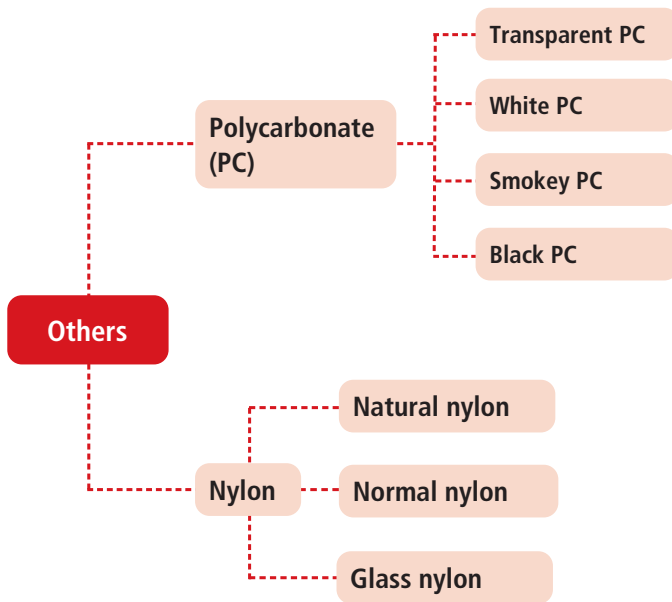 Transparent PC
White PC
Polycarbonate
(PC)
Smokey PC
Black PC
Others
Natural nylon
Nylon
Normal nylon
Glass nylon